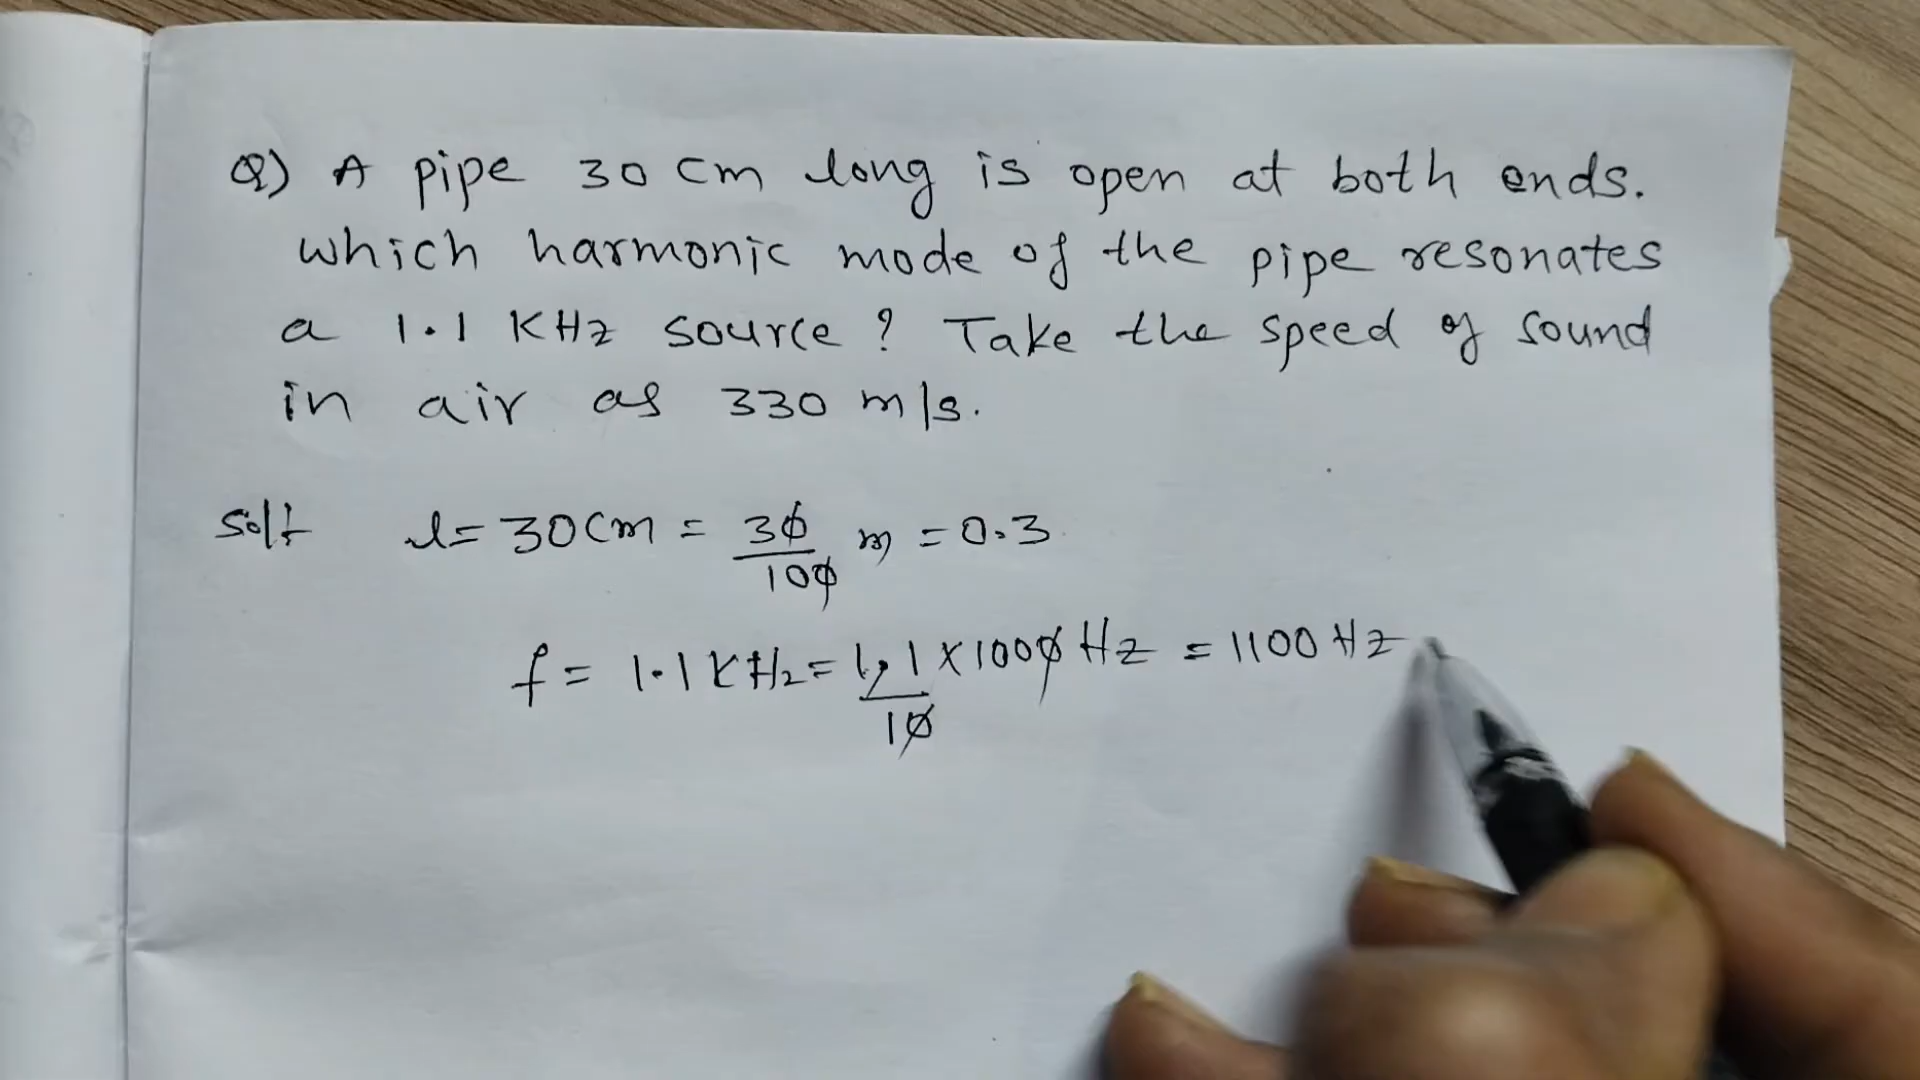 Q) A pipe 30 cm long is open at both ends.
which harmonic mode of the pipe resonates
a 1.1 KHz source? Take the speed of sound
in air as 330 m/s.
Sol! l = 30 cm = 30/100 m = 0.3
f = 1.1 KHz = 1,1/10 × 1000 Hz = 1100 Hz